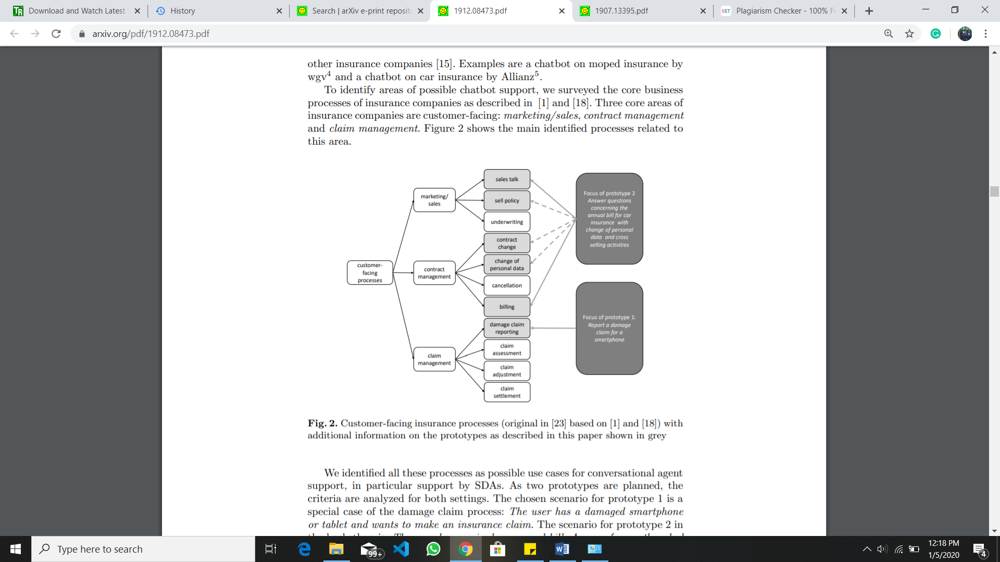 Download and Watch Latest
History
Search | arXiv e-print reposit
1912.08473.pdf
1907.13395.pdf
SST
Plagiarism Checker - 100% F
arxiv.org/pdf/1912.08473.pdf
other insurance companies [15]. Examples are a chatbot on moped insurance by
wgv⁴ and a chatbot on car insurance by Allianz⁵.
To identify areas of possible chatbot support, we surveyed the core business
processes of insurance companies as described in [1] and [18]. Three core areas of
insurance companies are customer-facing: marketing/sales, contract management
and claim management. Figure 2 shows the main identified processes related to
this area.
customer-
facing
processes
marketing/
sales
contract
management
claim
management
sales talk
sell policy
underwriting
contract
change
change of
personal data
cancellation
billing
damage claim
reporting
claim
assessment
claim
adjustment
claim
settlement
Focus of prototype 2
Answer questions
concerning the
annual bill for car
insurance with
change of personal
data and cross
selling activities
Focus of prototype 1:
Report a damage
claim for a
smartphone
Fig. 2. Customer-facing insurance processes (original in [23] based on [1] and [18]) with
additional information on the prototypes as described in this paper shown in grey
We identified all these processes as possible use cases for conversational agent
support, in particular support by SDAs. As two prototypes are planned, the
criteria are analyzed for both settings. The chosen scenario for prototype 1 is a
special case of the damage claim process: The user has a damaged smartphone
or tablet and wants to make an insurance claim. The scenario for prototype 2 in
Type here to search
99+
12:18 PM
1/5/2020
4